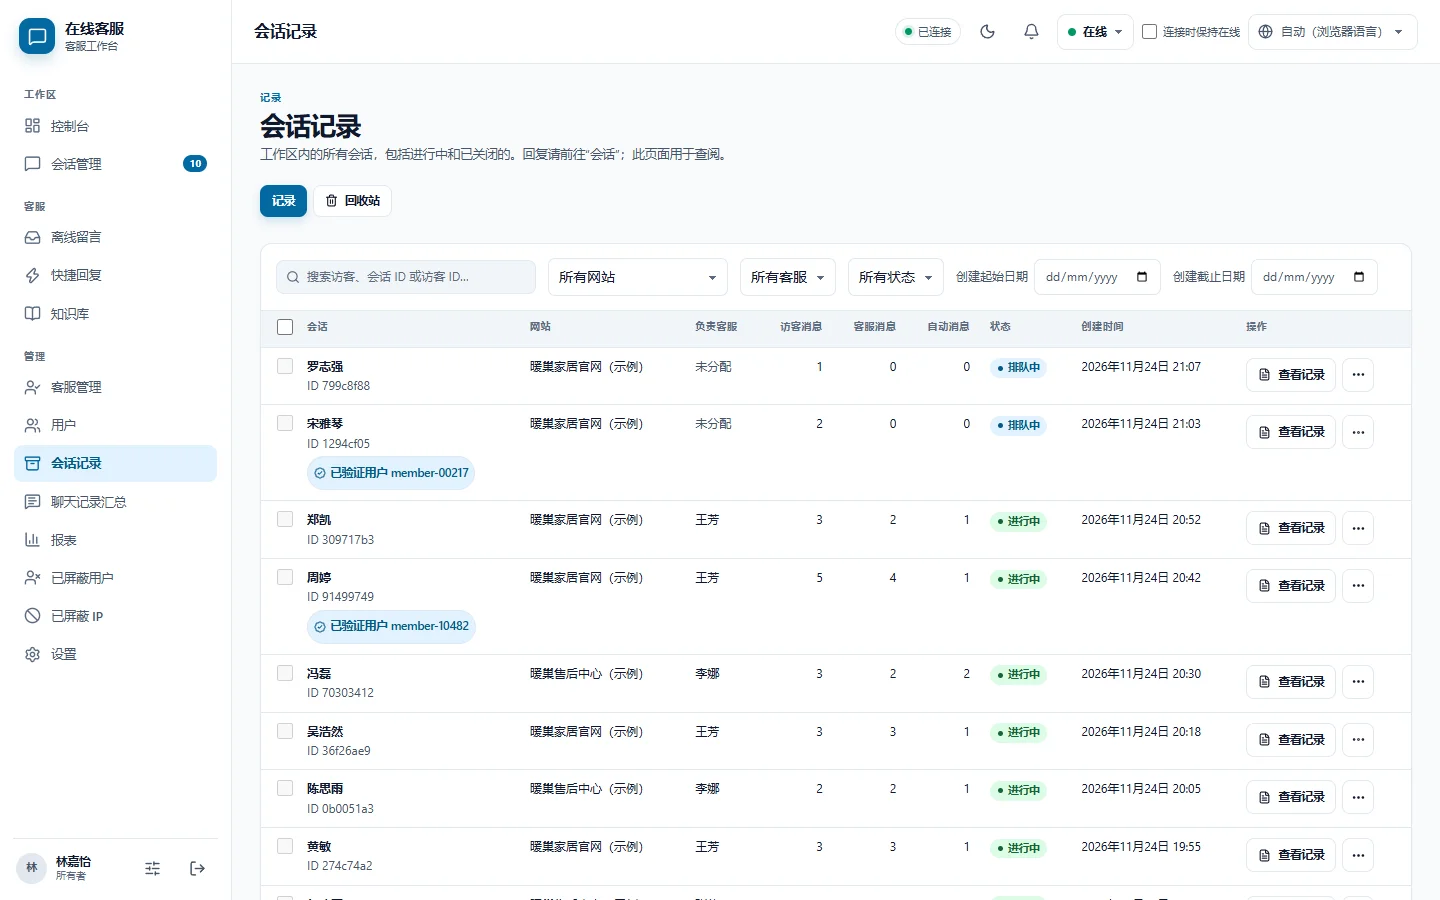 在线客服
客服工作台
工作区
控制台
会话管理 10
客服
离线留言
快捷回复
知识库
管理
客服管理
用户
会话记录
聊天记录汇总
报表
已屏蔽用户
已屏蔽 IP
设置
林 林嘉怡
所有者
会话记录
已连接
在线
连接时保持在线
自动（浏览器语言）
记录
会话记录
工作区内的所有会话，包括进行中和已关闭的。回复请前往“会话”；此页面用于查阅。
记录 回收站
搜索访客、会话 ID 或访客 ID... 所有网站 所有客服 所有状态 创建起始日期 dd/mm/yyyy 创建截止日期 dd/mm/yyyy
会话 网站 负责客服 访客消息 客服消息 自动消息 状态 创建时间 操作
罗志强 暖巢家居官网（示例） 未分配 1 0 0 排队中 2026年11月24日 21:07 查看记录
ID 799c8f88
宋雅琴 暖巢家居官网（示例） 未分配 2 0 0 排队中 2026年11月24日 21:03 查看记录
ID 1294cf05
已验证用户 member-00217
郑凯 暖巢家居官网（示例） 王芳 3 2 1 进行中 2026年11月24日 20:52 查看记录
ID 309717b3
周婷 暖巢家居官网（示例） 王芳 5 4 1 进行中 2026年11月24日 20:42 查看记录
ID 91499749
已验证用户 member-10482
冯磊 暖巢售后中心（示例） 李娜 3 2 2 进行中 2026年11月24日 20:30 查看记录
ID 70303412
吴浩然 暖巢家居官网（示例） 王芳 3 3 1 进行中 2026年11月24日 20:18 查看记录
ID 36f26ae9
陈思雨 暖巢售后中心（示例） 李娜 2 2 1 进行中 2026年11月24日 20:05 查看记录
ID 0b0051a3
黄敏 暖巢家居官网（示例） 王芳 3 3 1 进行中 2026年11月24日 19:55 查看记录
ID 274c74a2